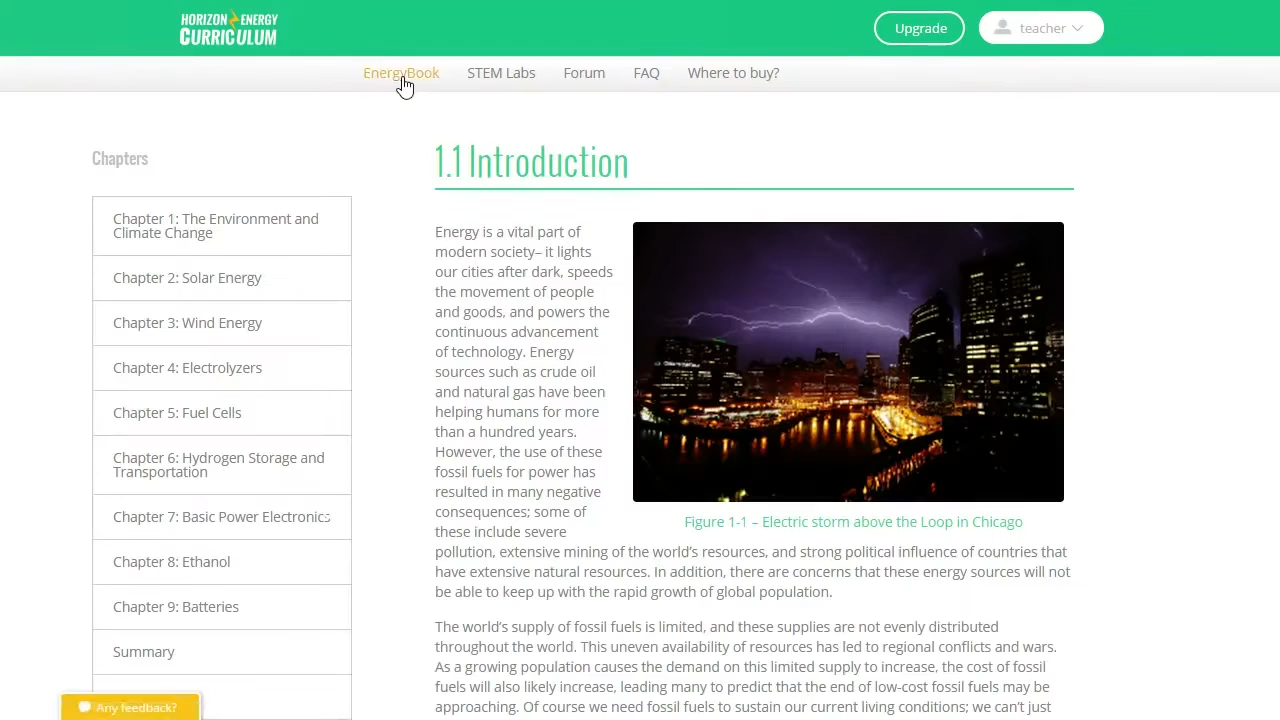 HORIZON ENERGY
CURRICULUM
Upgrade
teacher
EnergyBook STEM Labs Forum FAQ Where to buy?
Chapters
Chapter 1: The Environment and
Climate Change
Chapter 2: Solar Energy
Chapter 3: Wind Energy
Chapter 4: Electrolyzers
Chapter 5: Fuel Cells
Chapter 6: Hydrogen Storage and
Transportation
Chapter 7: Basic Power Electronics
Chapter 8: Ethanol
Chapter 9: Batteries
Summary
Any feedback?
1.1 Introduction
Energy is a vital part of
modern society– it lights
our cities after dark, speeds
the movement of people
and goods, and powers the
continuous advancement
of technology. Energy
sources such as crude oil
and natural gas have been
helping humans for more
than a hundred years.
However, the use of these
fossil fuels for power has
resulted in many negative
consequences; some of
these include severe
pollution, extensive mining of the world's resources, and strong political influence of countries that
have extensive natural resources. In addition, there are concerns that these energy sources will not
be able to keep up with the rapid growth of global population.
Figure 1-1 – Electric storm above the Loop in Chicago
The world's supply of fossil fuels is limited, and these supplies are not evenly distributed
throughout the world. This uneven availability of resources has led to regional conflicts and wars.
As a growing population causes the demand on this limited supply to increase, the cost of fossil
fuels will also likely increase, leading many to predict that the end of low-cost fossil fuels may be
approaching. Of course we need fossil fuels to sustain our current living conditions; we can't just